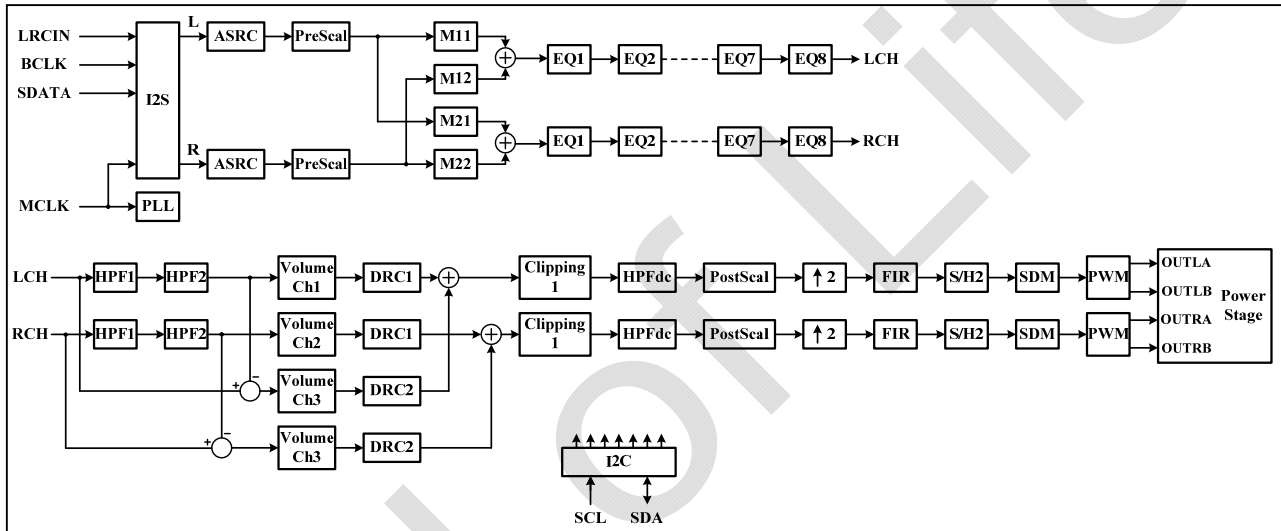 LRCIN
BCLK
SDATA
MCLK
I2S
PLL
L
ASRC
PreScal
R
ASRC
PreScal
M11
M12
M21
M22
EQ1
EQ2
EQ7
EQ8
LCH
EQ1
EQ2
EQ7
EQ8
RCH
LCH
HPF1
HPF2
Volume
Ch1
DRC1
Clipping
1
HPFdc
PostScal
2
FIR
S/H2
SDM
PWM
OUTLA
OUTLB
RCH
HPF1
HPF2
Volume
Ch2
DRC1
Clipping
1
HPFdc
PostScal
2
FIR
S/H2
SDM
PWM
OUTRA
OUTRB
Power
Stage
+
−
Volume
Ch3
DRC2
+
−
Volume
Ch3
DRC2
I2C
SCL
SDA
of Life